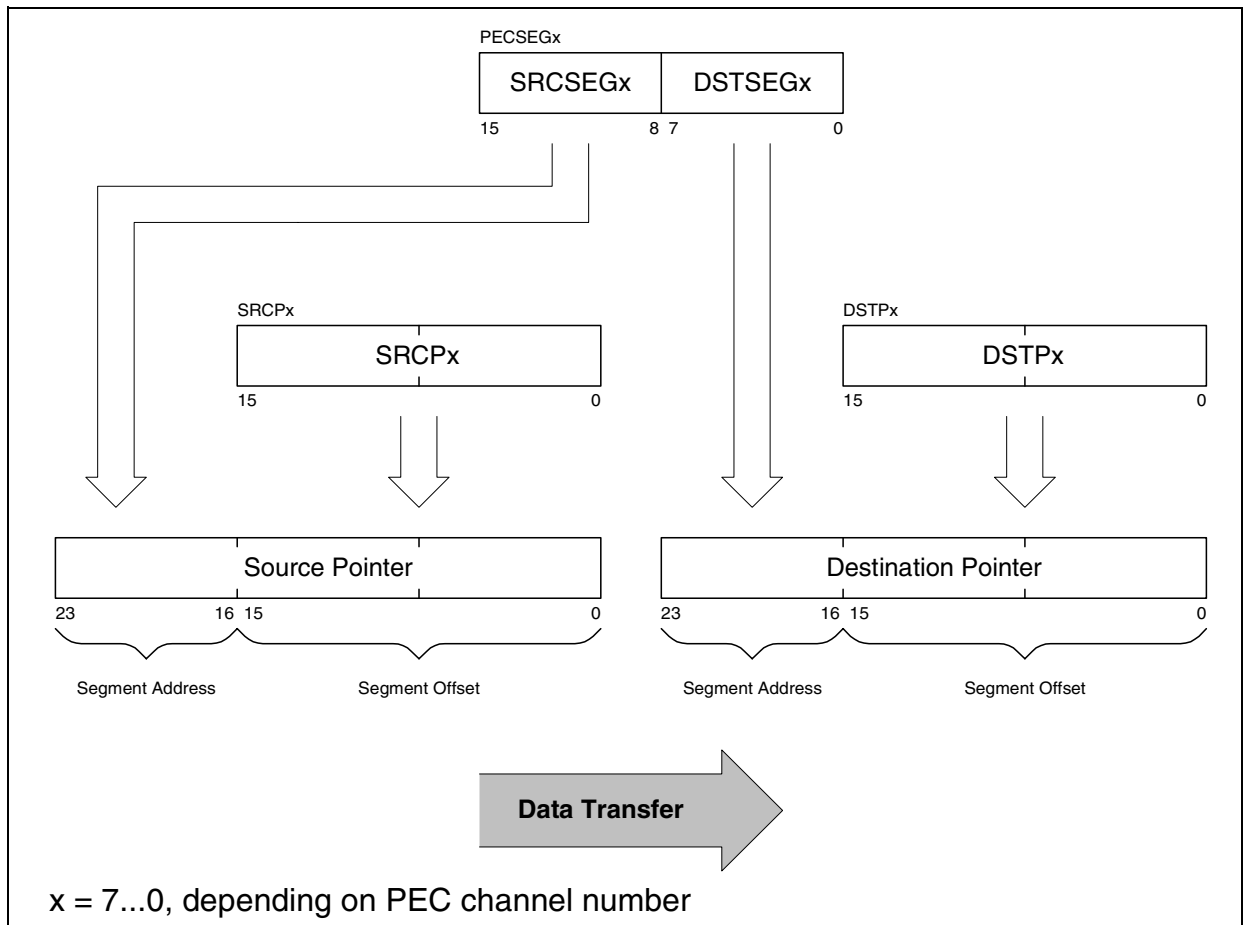 PECSEGx
SRCSEGx DSTSEGx
15 8 7 0
SRCPx DSTPx
SRCPx DSTPx
15 0 15 0
Source Pointer Destination Pointer
23 16 15 0 23 16 15 0
Segment Address Segment Offset Segment Address Segment Offset
Data Transfer
x = 7...0, depending on PEC channel number